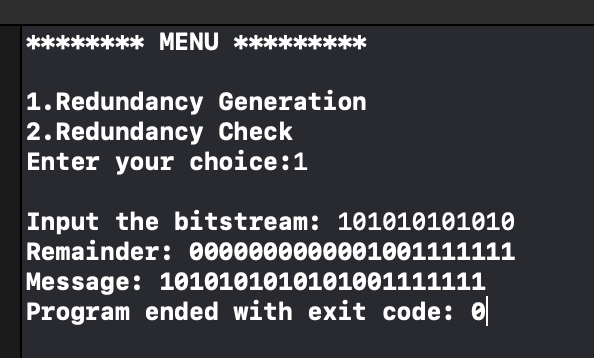 ******** MENU *********
1.Redundancy Generation
2.Redundancy Check
Enter your choice:1
Input the bitstream: 101010101010
Remainder: 0000000000001001111111
Message: 1010101010101001111111
Program ended with exit code: 0